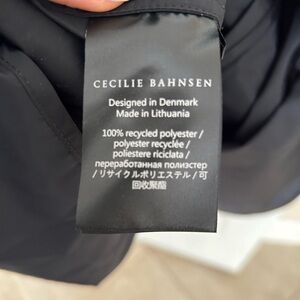 CECILIE BAHNSEN
Designed in Denmark
Made in Lithuania
100% recycled polyester /
polyester recyclée /
poliestere riciclata /
переработанная полиэстер
/ リサイクルポリエステル / 可
回收聚酯